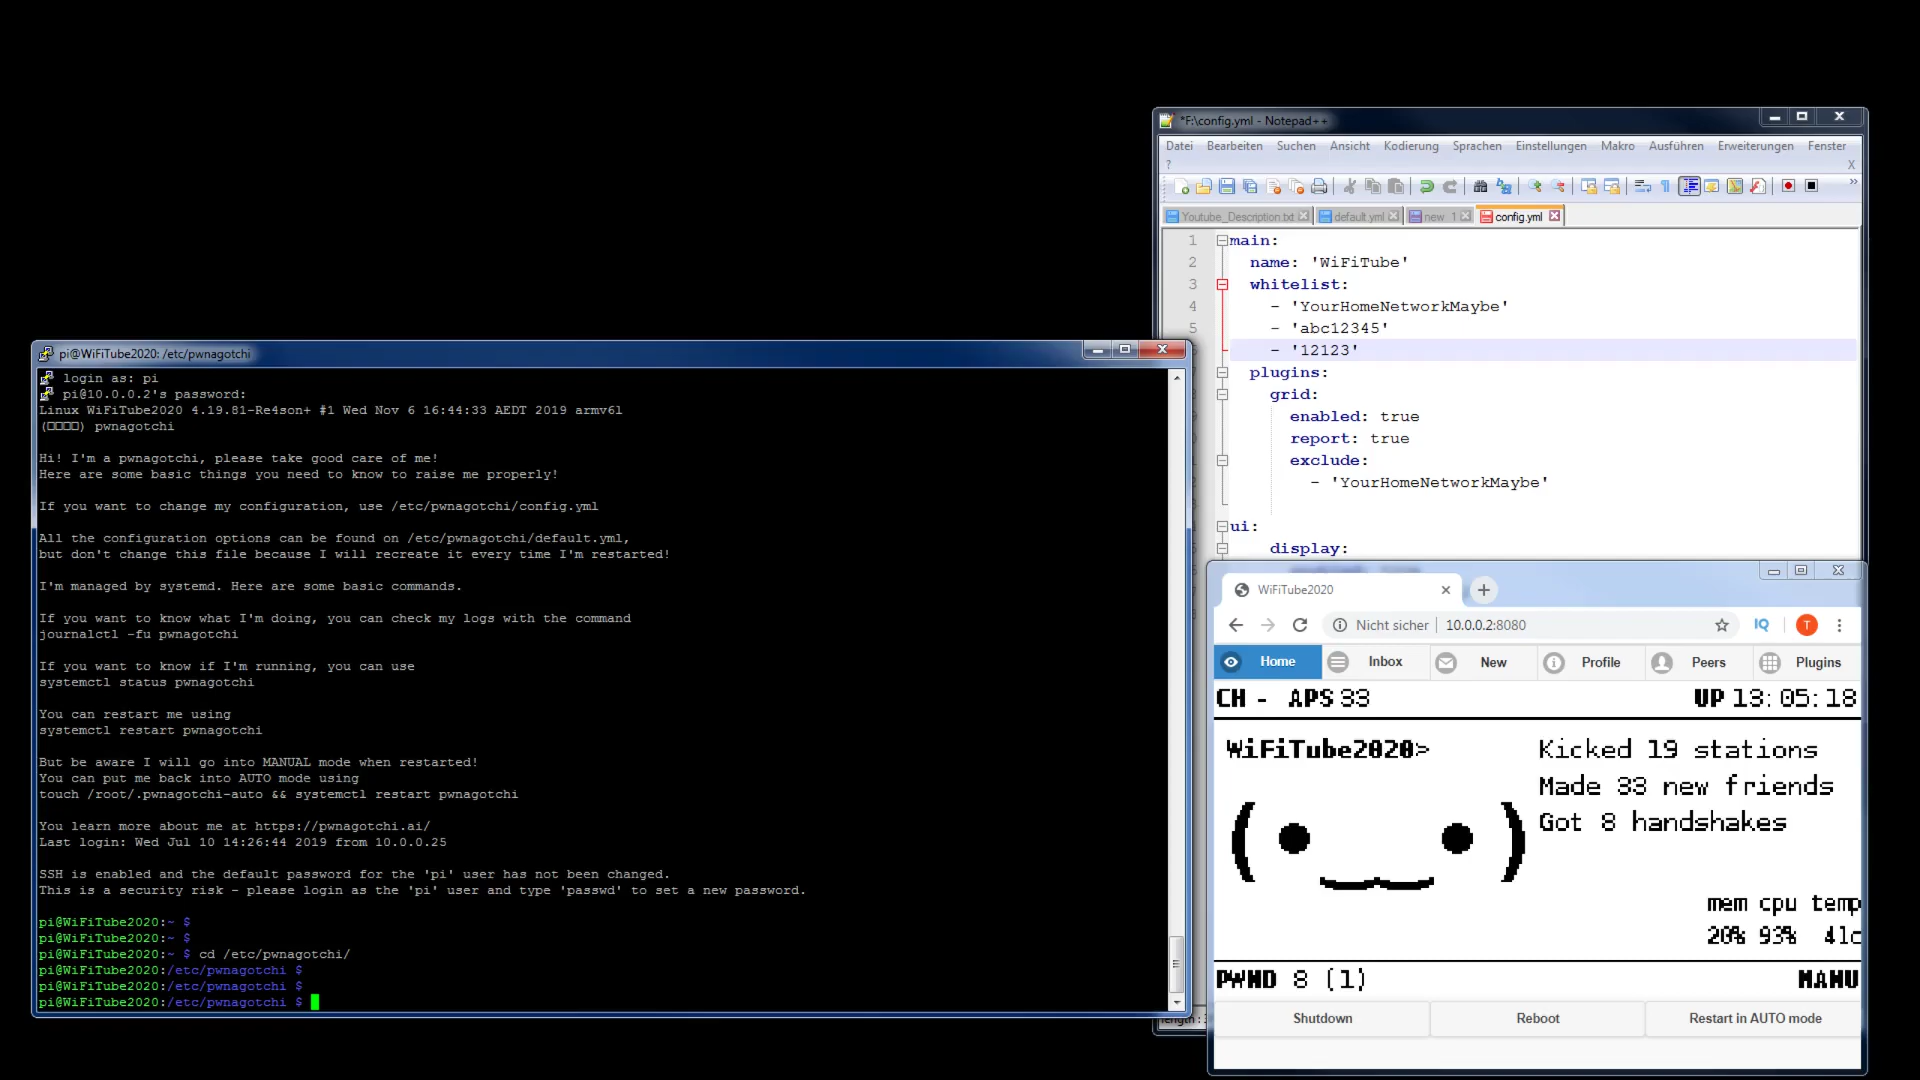 pi@WiFiTube2020: /etc/pwnagotchi
login as: pi
pi@10.0.0.2's password:
Linux WiFiTube2020 4.19.81-Re4son+ #1 Wed Nov 6 16:44:33 AEDT 2019 armv6l
(□□□□) pwnagotchi
Hi! I'm a pwnagotchi, please take good care of me!
Here are some basic things you need to know to raise me properly!
If you want to change my configuration, use /etc/pwnagotchi/config.yml
All the configuration options can be found on /etc/pwnagotchi/default.yml,
but don't change this file because I will recreate it every time I'm restarted!
I'm managed by systemd. Here are some basic commands.
If you want to know what I'm doing, you can check my logs with the command
journalctl -fu pwnagotchi
If you want to know if I'm running, you can use
systemctl status pwnagotchi
You can restart me using
systemctl restart pwnagotchi
But be aware I will go into MANUAL mode when restarted!
You can put me back into AUTO mode using
touch /root/.pwnagotchi-auto && systemctl restart pwnagotchi
You learn more about me at https://pwnagotchi.ai/
Last login: Wed Jul 10 14:26:44 2019 from 10.0.0.25
SSH is enabled and the default password for the 'pi' user has not been changed.
This is a security risk - please login as the 'pi' user and type 'passwd' to set a new password.
pi@WiFiTube2020:~ $
pi@WiFiTube2020:~ $
pi@WiFiTube2020:~ $ cd /etc/pwnagotchi/
pi@WiFiTube2020:/etc/pwnagotchi $
pi@WiFiTube2020:/etc/pwnagotchi $
pi@WiFiTube2020:/etc/pwnagotchi $
*F:\config.yml - Notepad++
Datei Bearbeiten Suchen Ansicht Kodierung Sprachen Einstellungen Makro Ausführen Erweiterungen Fenster
? X
Youtube_Description.txt default.yml new 1 config.yml
1 main:
2 name: 'WiFiTube'
3 whitelist:
4 - 'YourHomeNetworkMaybe'
5 - 'abc12345'
- '12123'
plugins:
grid:
enabled: true
report: true
exclude:
- 'YourHomeNetworkMaybe'
ui:
display:
WiFiTube2020
Nicht sicher 10.0.0.2:8080
IQ T
Home Inbox New Profile Peers Plugins
CH - APS 33 UP 13:05:18
WiFiTube2020>
Kicked 19 stations
Made 33 new friends
Got 8 handshakes
mem cpu temp
20% 93% 41c
PWND 8 (1) MANU
Shutdown Reboot Restart in AUTO mode
length: